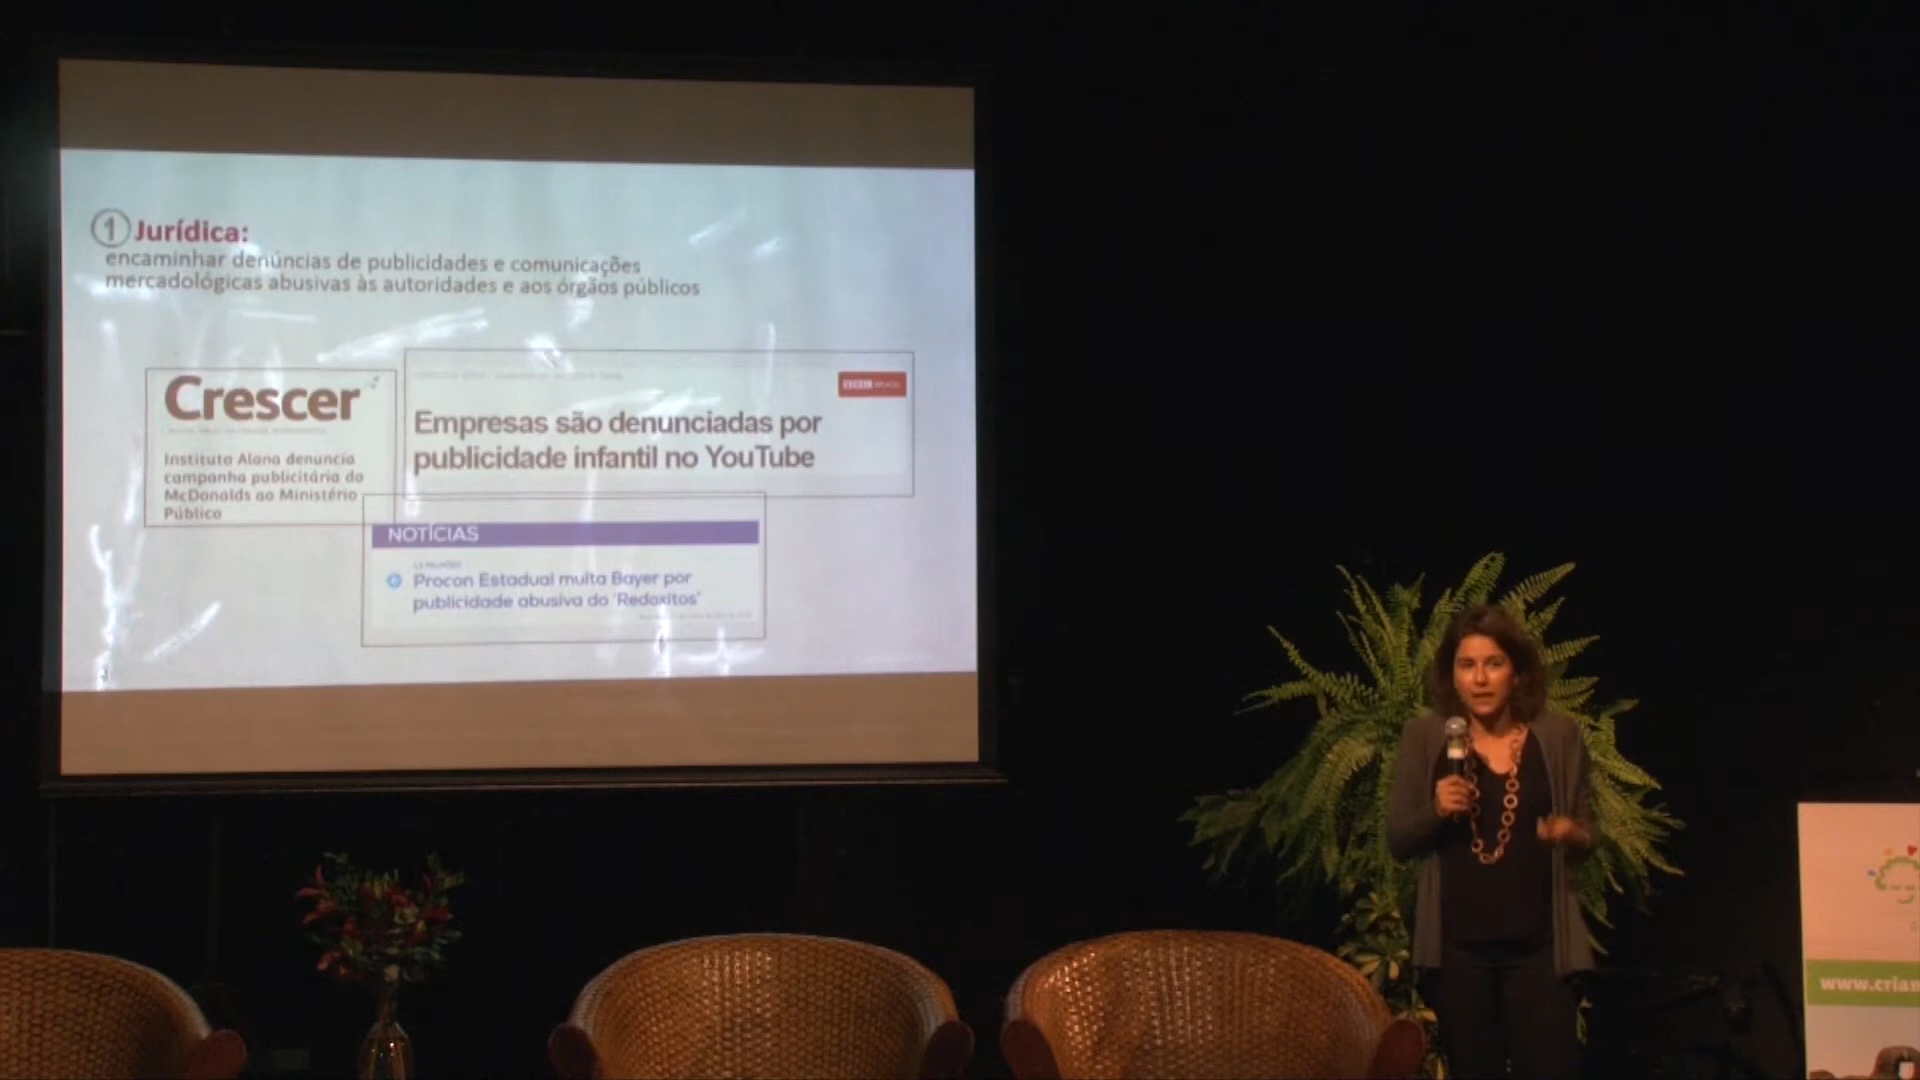 1 Jurídica:
encaminhar denúncias de publicidades e comunicações
mercadológicas abusivas às autoridades e aos órgãos públicos
Crescer
Instituto Alana denuncia
campanha publicitária do
McDonalds ao Ministério
Público
BRASIL
Empresas são denunciadas por
publicidade infantil no YouTube
NOTÍCIAS
Procon Estadual multa Bayer por
publicidade abusiva do 'Redoxitos'
www.crian